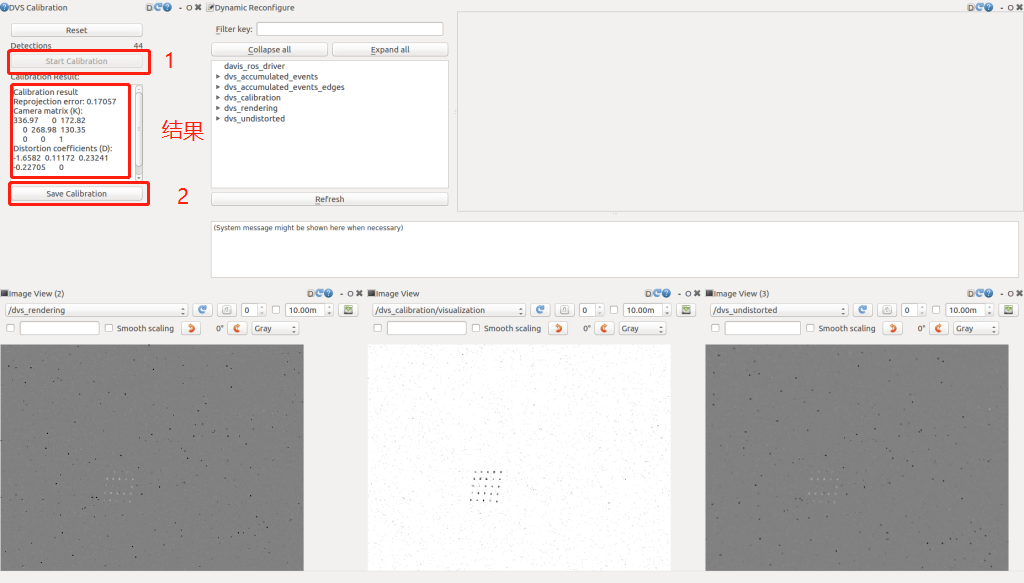 DVS Calibration
Reset
Detections 44
Start Calibration
1
Calibration Result:
Calibration result
Reprojection error: 0.17057
Camera matrix (K):
336.97 0 172.82
0 268.98 130.35
0 0 1
Distortion coefficients (D):
-1.6582 0.11172 0.23241
-0.22705 0
结果
Save Calibration
2
Dynamic Reconfigure
Filter key:
Collapse all Expand all
davis_ros_driver
dvs_accumulated_events
dvs_accumulated_events_edges
dvs_calibration
dvs_rendering
dvs_undistorted
Refresh
(System message might be shown here when necessary)
Image View (2)
/dvs_rendering 0 10.00m
Smooth scaling 0° Gray
Image View
/dvs_calibration/visualization 0 10.00m
Smooth scaling 0° Gray
Image View (3)
/dvs_undistorted 0 10.00m
Smooth scaling 0° Gray